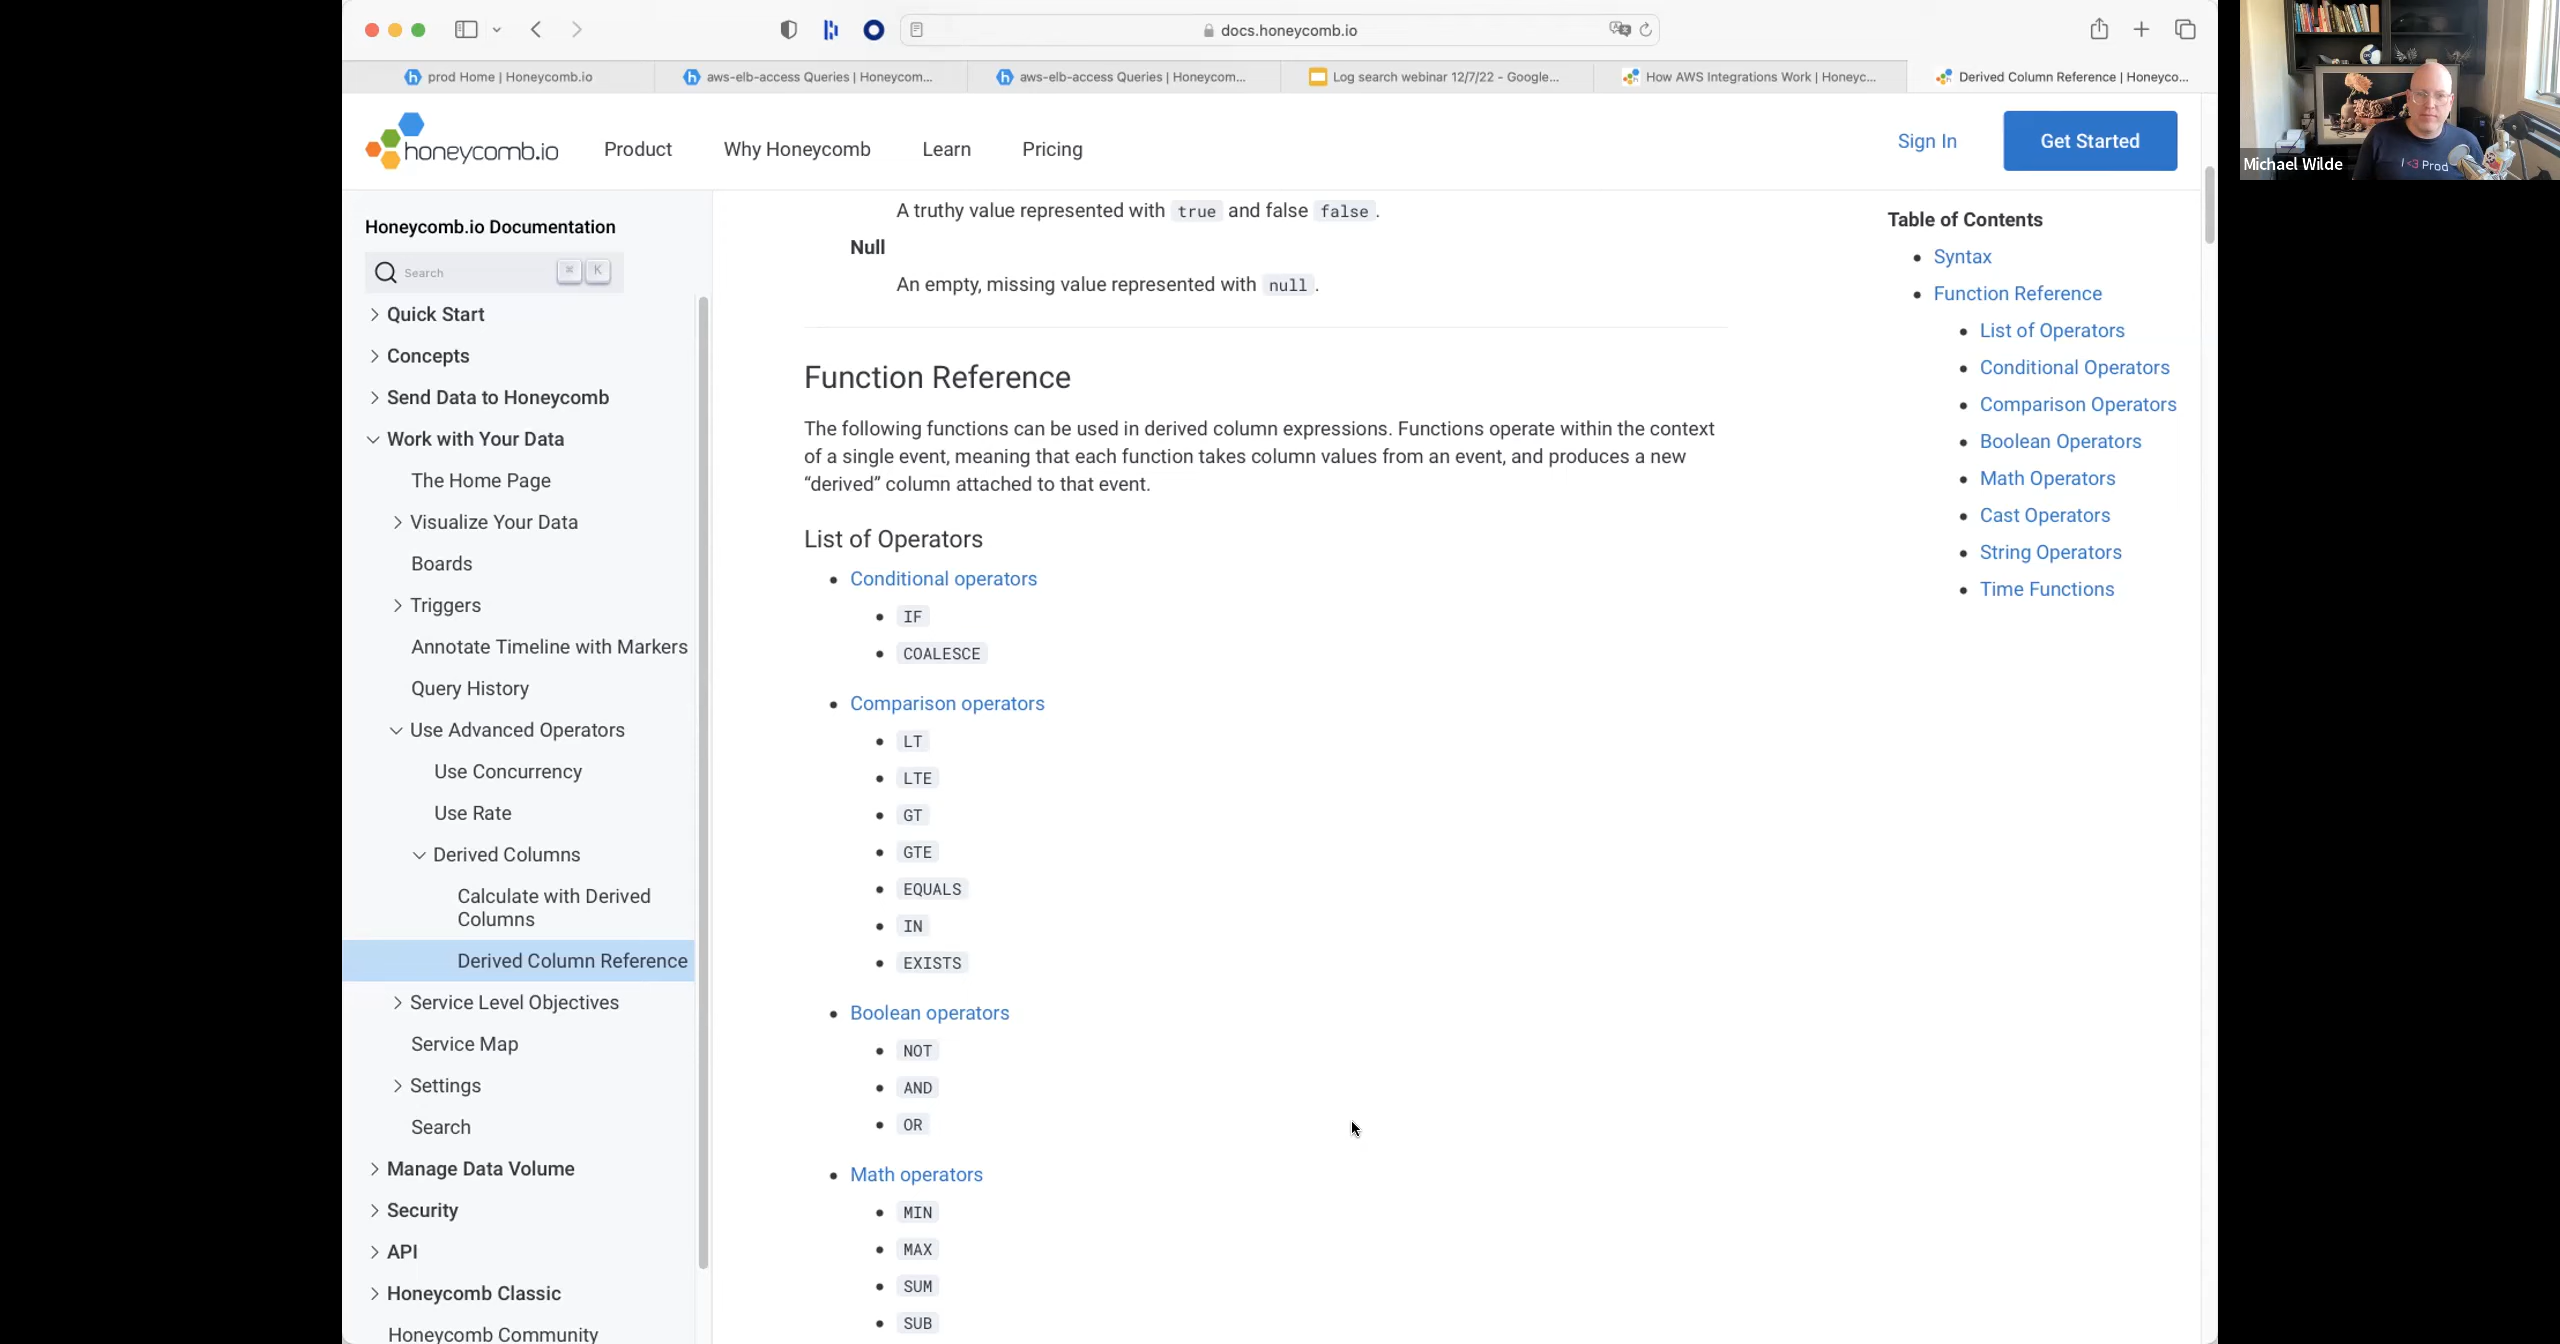 docs.honeycomb.io
prod Home | Honeycomb.io
aws-elb-access Queries | Honeycom...
aws-elb-access Queries | Honeycom...
Log search webinar 12/7/22 - Google...
How AWS Integrations Work | Honeyc...
Derived Column Reference | Honeyco...
Michael Wilde
I <3 Prod
honeycomb.io
Product
Why Honeycomb
Learn
Pricing
Sign In
Get Started
Honeycomb.io Documentation
Search
⌘ K
Quick Start
Concepts
Send Data to Honeycomb
Work with Your Data
The Home Page
Visualize Your Data
Boards
Triggers
Annotate Timeline with Markers
Query History
Use Advanced Operators
Use Concurrency
Use Rate
Derived Columns
Calculate with Derived
Columns
Derived Column Reference
Service Level Objectives
Service Map
Settings
Search
Manage Data Volume
Security
API
Honeycomb Classic
Honeycomb Community
A truthy value represented with true and false false.
Null
An empty, missing value represented with null.
Function Reference
The following functions can be used in derived column expressions. Functions operate within the context
of a single event, meaning that each function takes column values from an event, and produces a new
“derived” column attached to that event.
List of Operators
Conditional operators
IF
COALESCE
Comparison operators
LT
LTE
GT
GTE
EQUALS
IN
EXISTS
Boolean operators
NOT
AND
OR
Math operators
MIN
MAX
SUM
SUB
Table of Contents
Syntax
Function Reference
List of Operators
Conditional Operators
Comparison Operators
Boolean Operators
Math Operators
Cast Operators
String Operators
Time Functions